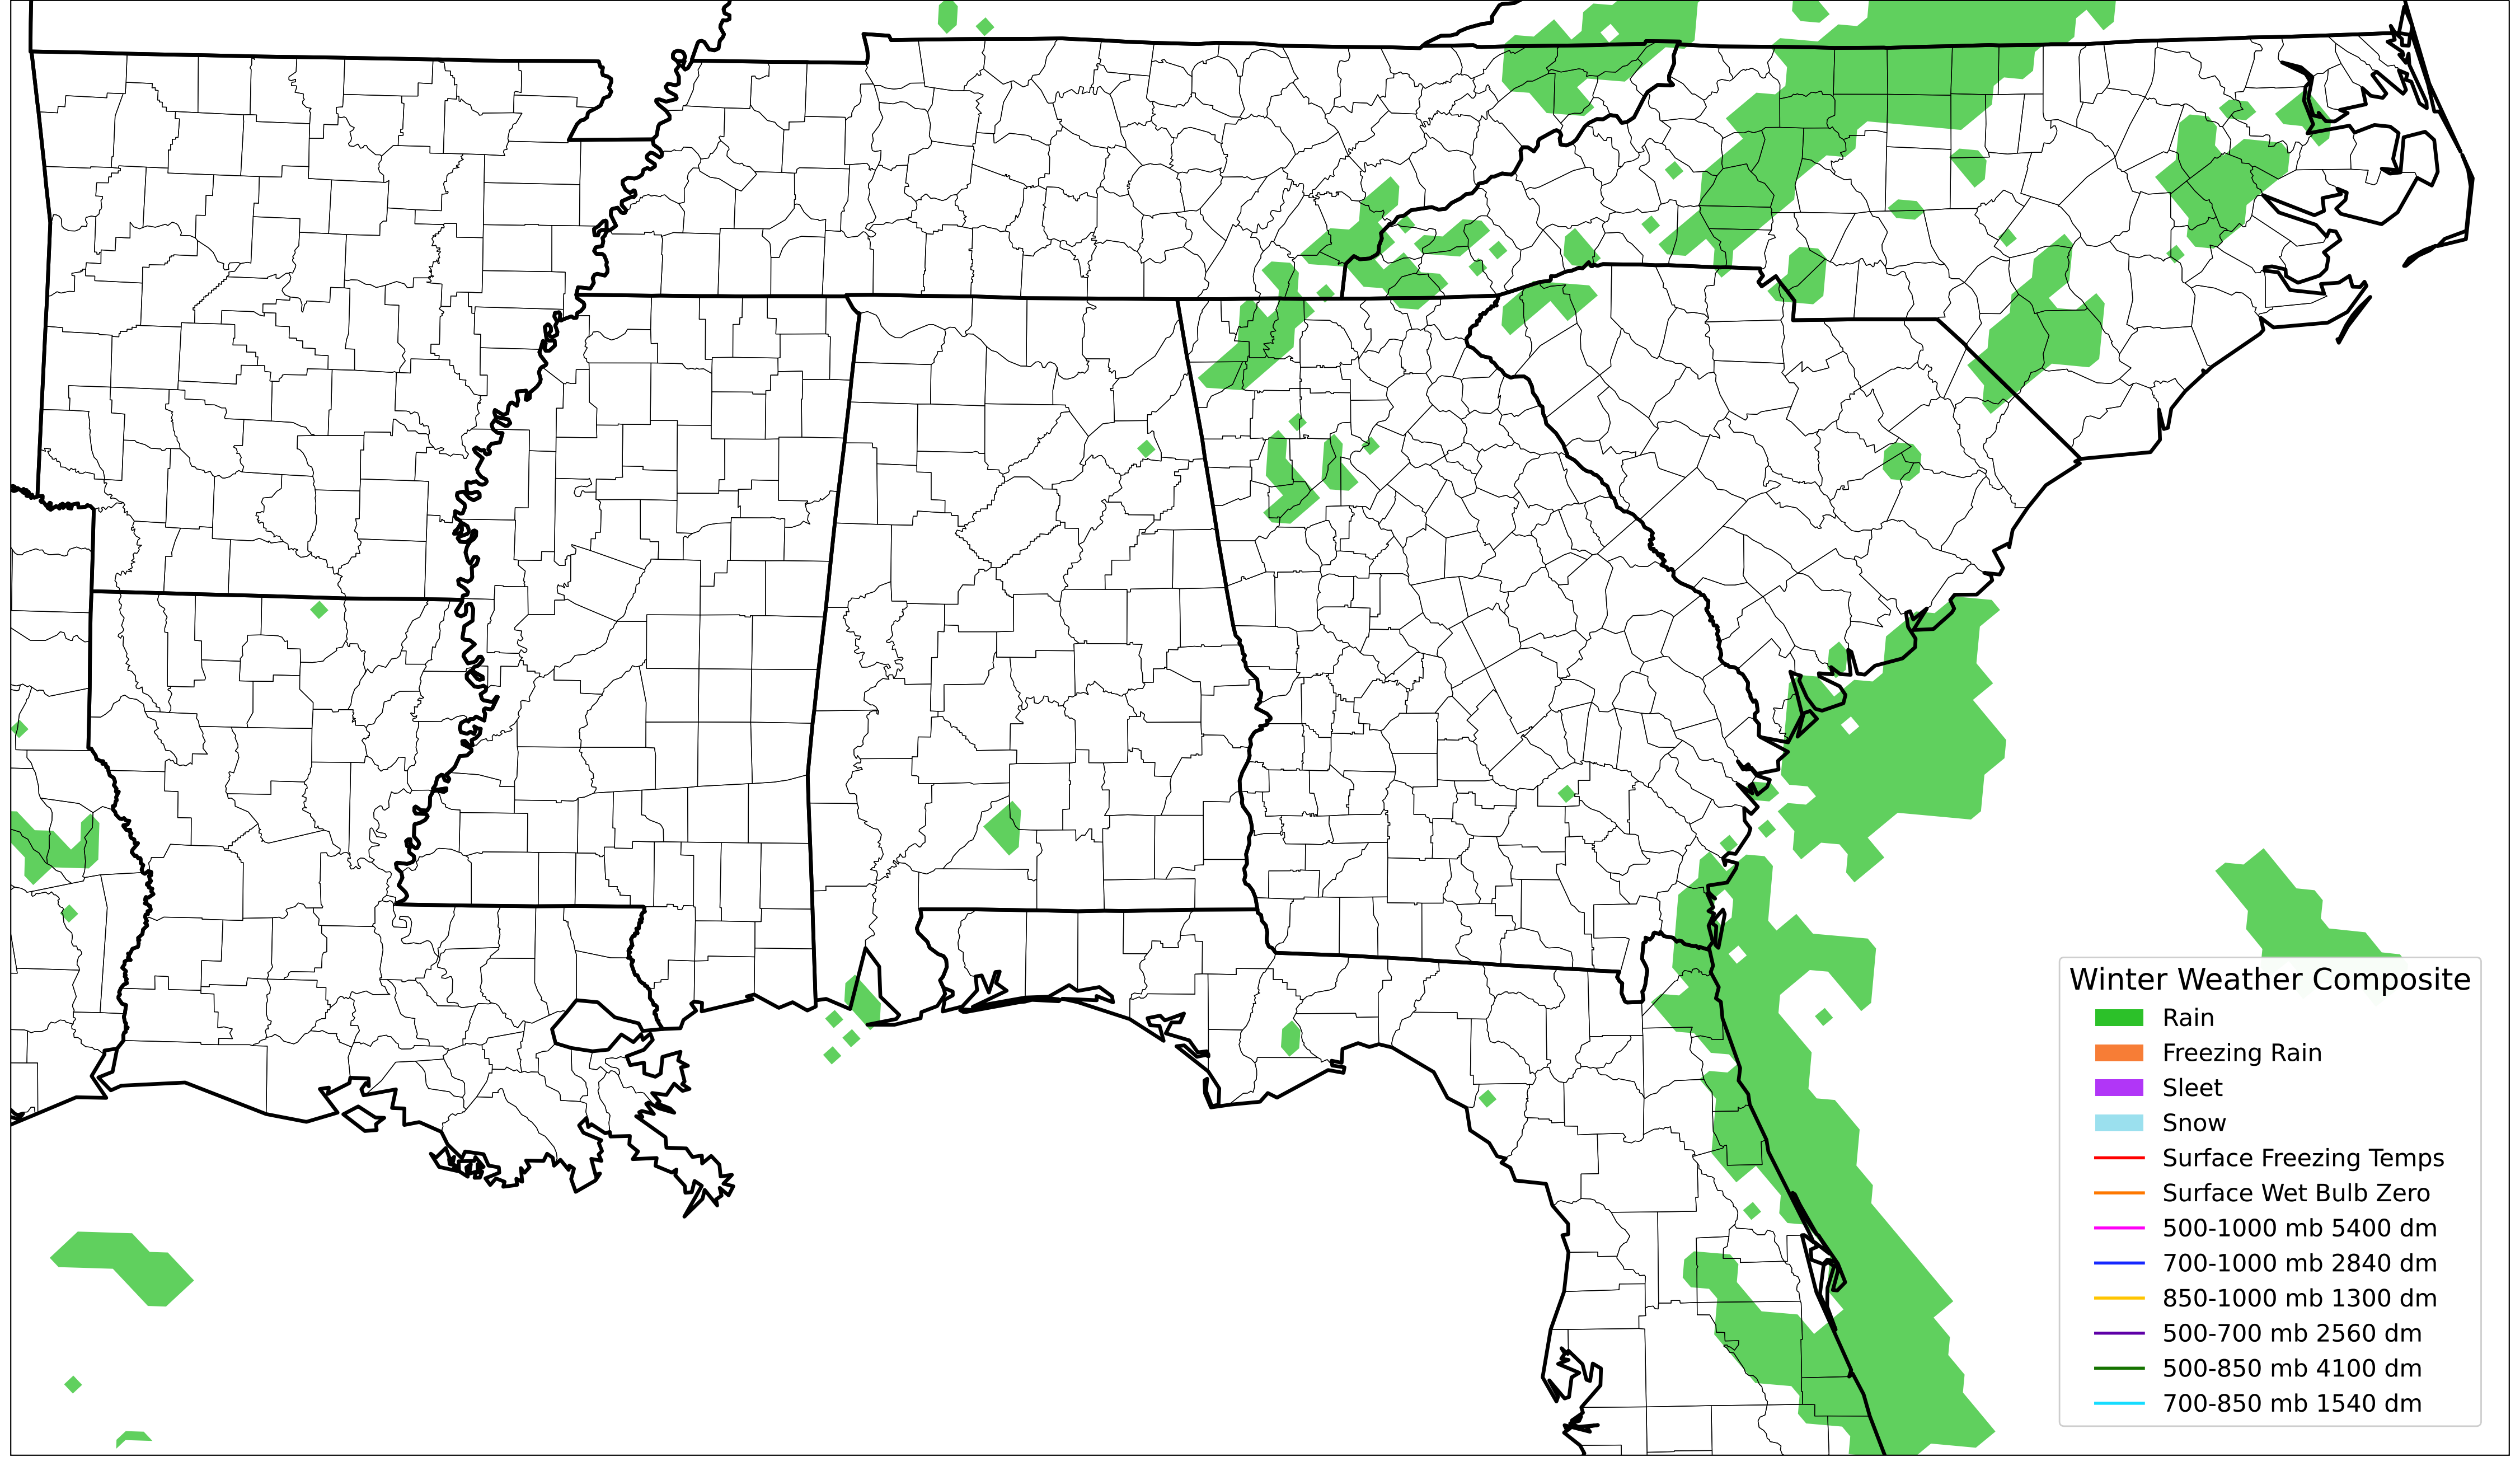 Winter Weather Composite
Rain
Freezing Rain
Sleet
Snow
Surface Freezing Temps
Surface Wet Bulb Zero
500-1000 mb 5400 dm
700-1000 mb 2840 dm
850-1000 mb 1300 dm
500-700 mb 2560 dm
500-850 mb 4100 dm
700-850 mb 1540 dm